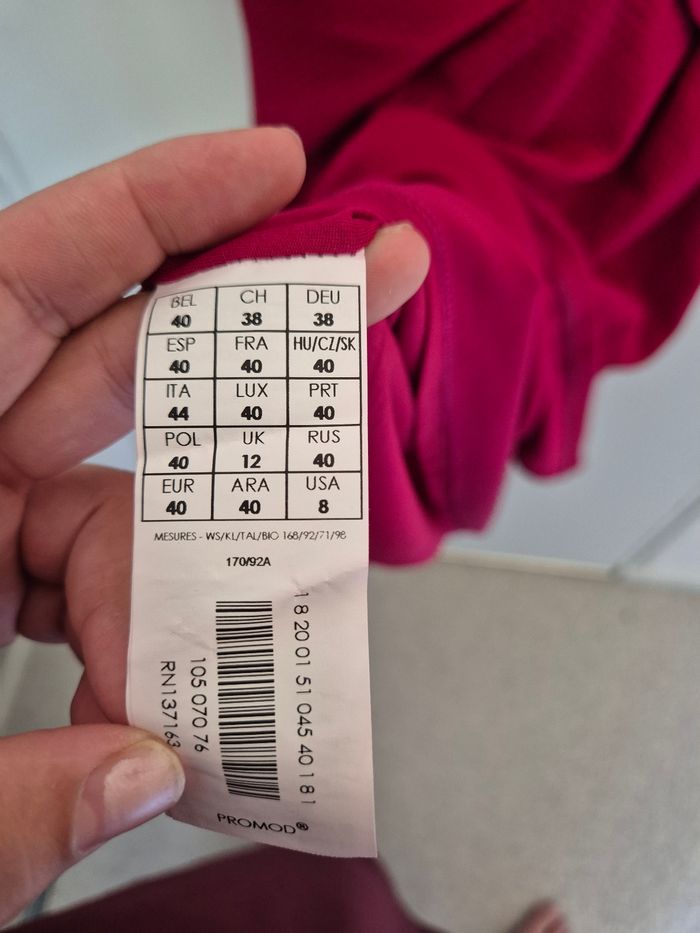 BEL CH DEU
40 38 38
ESP FRA HU/CZ/SK
40 40 40
ITA LUX PRT
44 40 40
POL UK RUS
40 12 40
EUR ARA USA
40 40 8
MESURES - WS/KL/TAL/BIO 168/92/71/98
170/92A
1 8 20 01 51 045 40 1 8 1
105 070 76
RN137163
PROMOD®